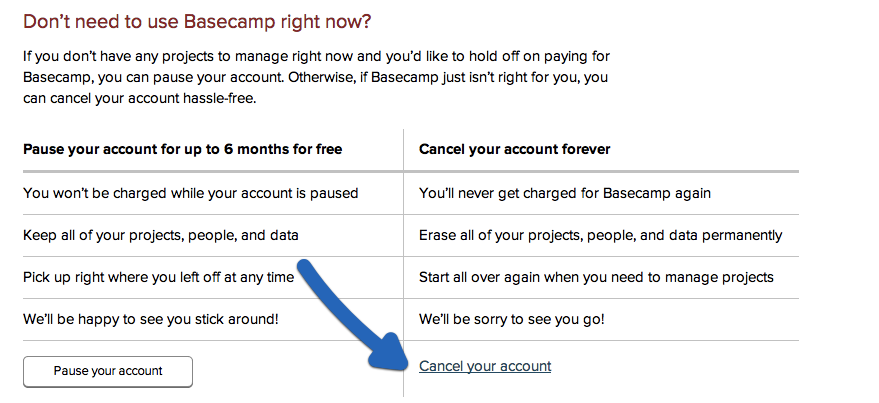 Don’t need to use Basecamp right now?
If you don’t have any projects to manage right now and you’d like to hold off on paying for
Basecamp, you can pause your account. Otherwise, if Basecamp just isn’t right for you, you
can cancel your account hassle-free.
Pause your account for up to 6 months for free
Cancel your account forever
You won’t be charged while your account is paused
You’ll never get charged for Basecamp again
Keep all of your projects, people, and data
Erase all of your projects, people, and data permanently
Pick up right where you left off at any time
Start all over again when you need to manage projects
We’ll be happy to see you stick around!
We’ll be sorry to see you go!
Pause your account
Cancel your account